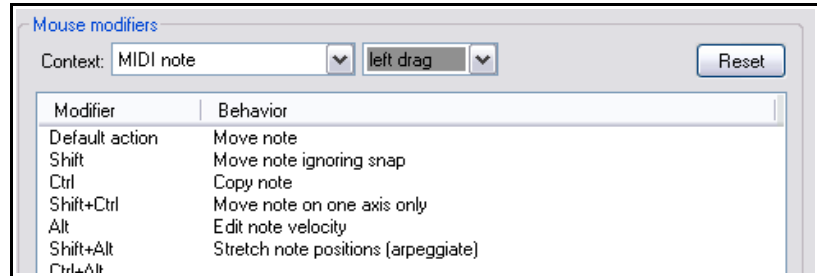 Mouse modifiers
Context: MIDI note left drag Reset
Modifier Behavior
Default action Move note
Shift Move note ignoring snap
Ctrl Copy note
Shift+Ctrl Move note on one axis only
Alt Edit note velocity
Shift+Alt Stretch note positions (arpeggiate)
Ctrl+Alt